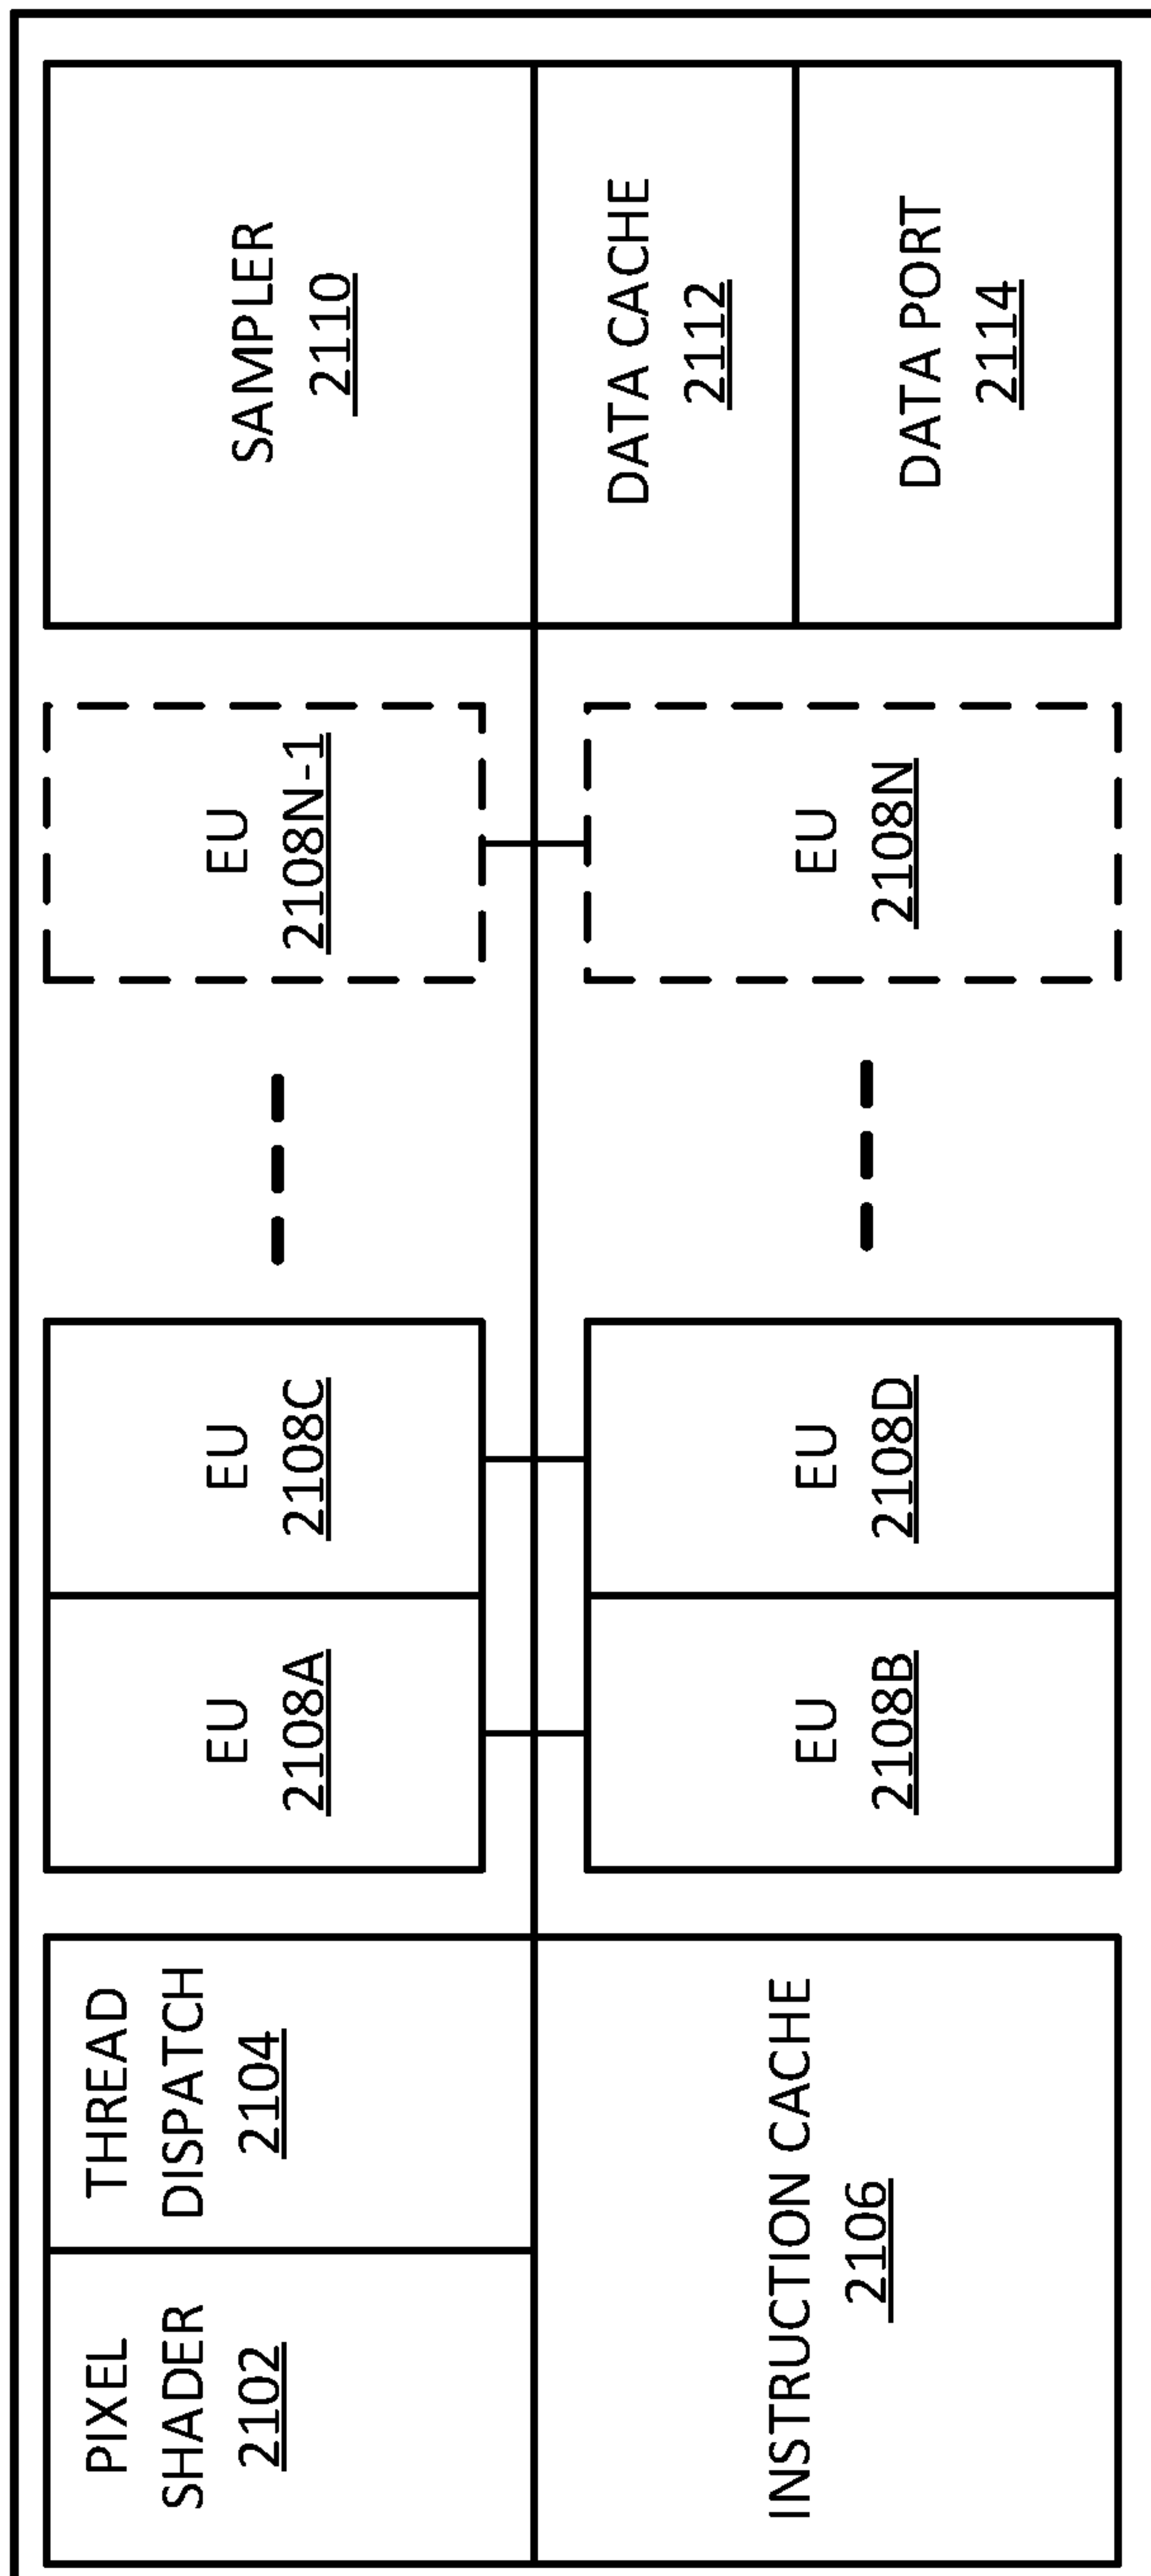 PIXEL
SHADER
2102
THREAD
DISPATCH
2104
INSTRUCTION CACHE
2106
EU
2108A
EU
2108C
EU
2108B
EU
2108D
EU
2108N-1
EU
2108N
SAMPLER
2110
DATA CACHE
2112
DATA PORT
2114